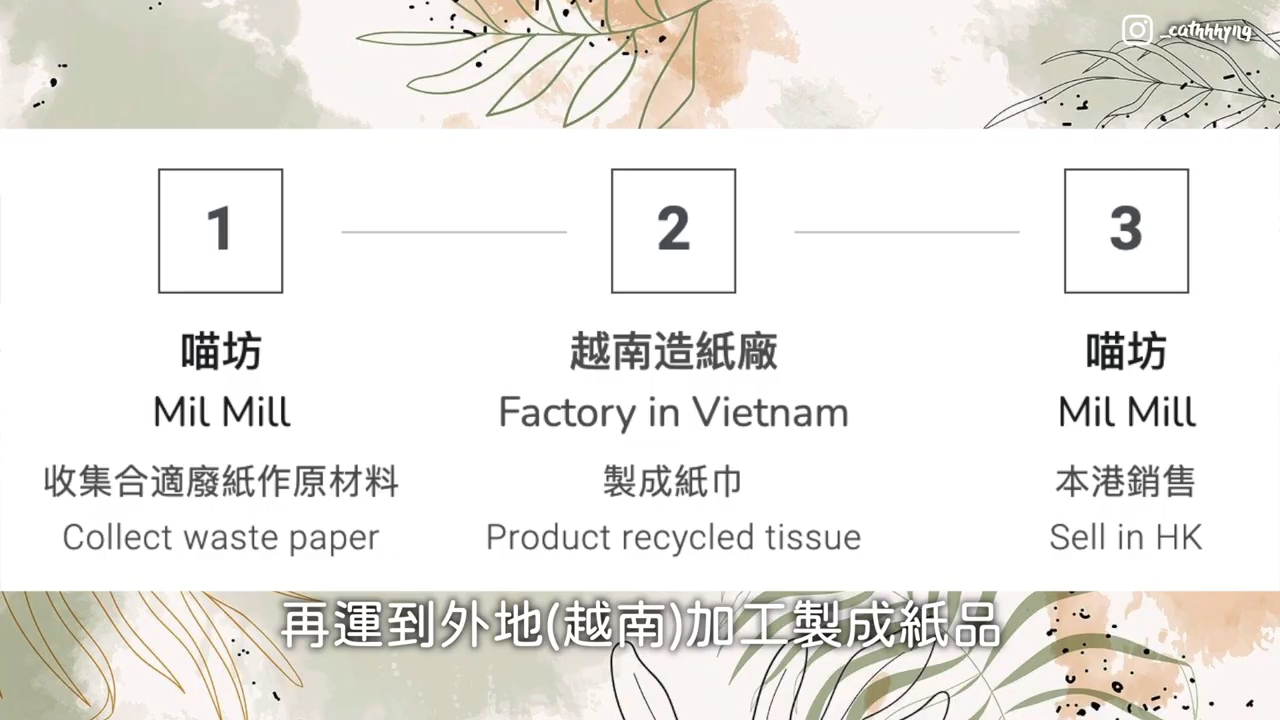 _cathhhyng_
1
2
3
喵坊
越南造紙廠
喵坊
Mil Mill
Factory in Vietnam
Mil Mill
收集合適廢紙作原材料
製成紙巾
本港銷售
Collect waste paper
Product recycled tissue
Sell in HK
再運到外地(越南)加工製成紙品